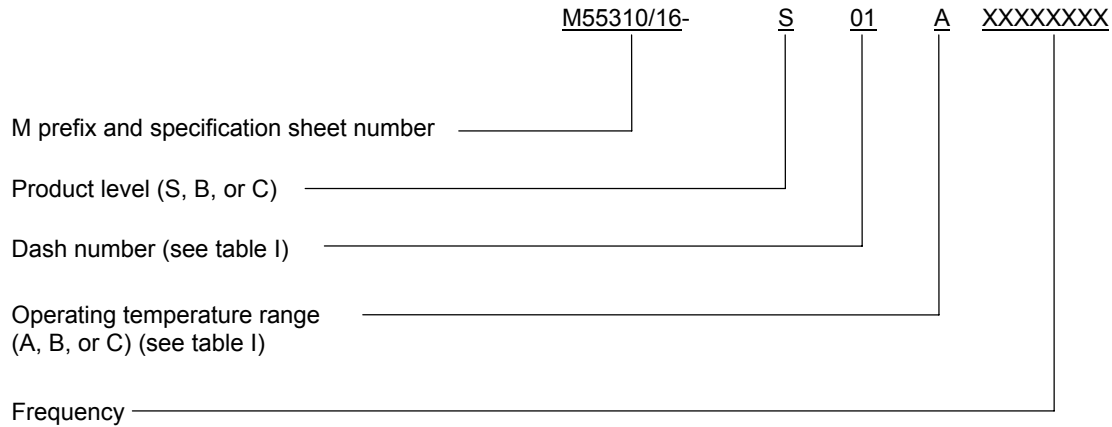 M55310/16- S 01 A XXXXXXXX
M prefix and specification sheet number
Product level (S, B, or C)
Dash number (see table I)
Operating temperature range
(A, B, or C) (see table I)
Frequency